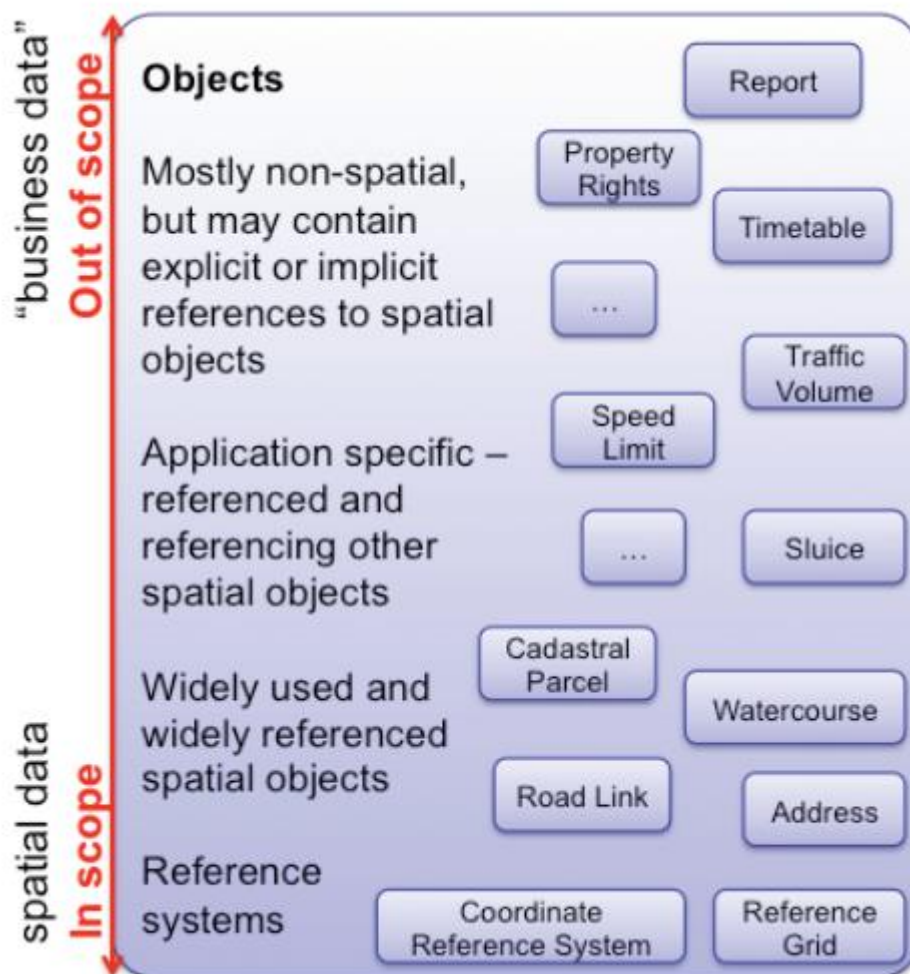 "business data"
Out of scope
spatial data
In scope
Objects
Report
Mostly non-spatial,
but may contain
explicit or implicit
references to spatial
objects
Property
Rights
Timetable
…
Traffic
Volume
Application specific –
referenced and
referencing other
spatial objects
Speed
Limit
…
Sluice
Widely used and
widely referenced
spatial objects
Cadastral
Parcel
Watercourse
Road Link
Address
Reference
systems
Coordinate
Reference System
Reference
Grid